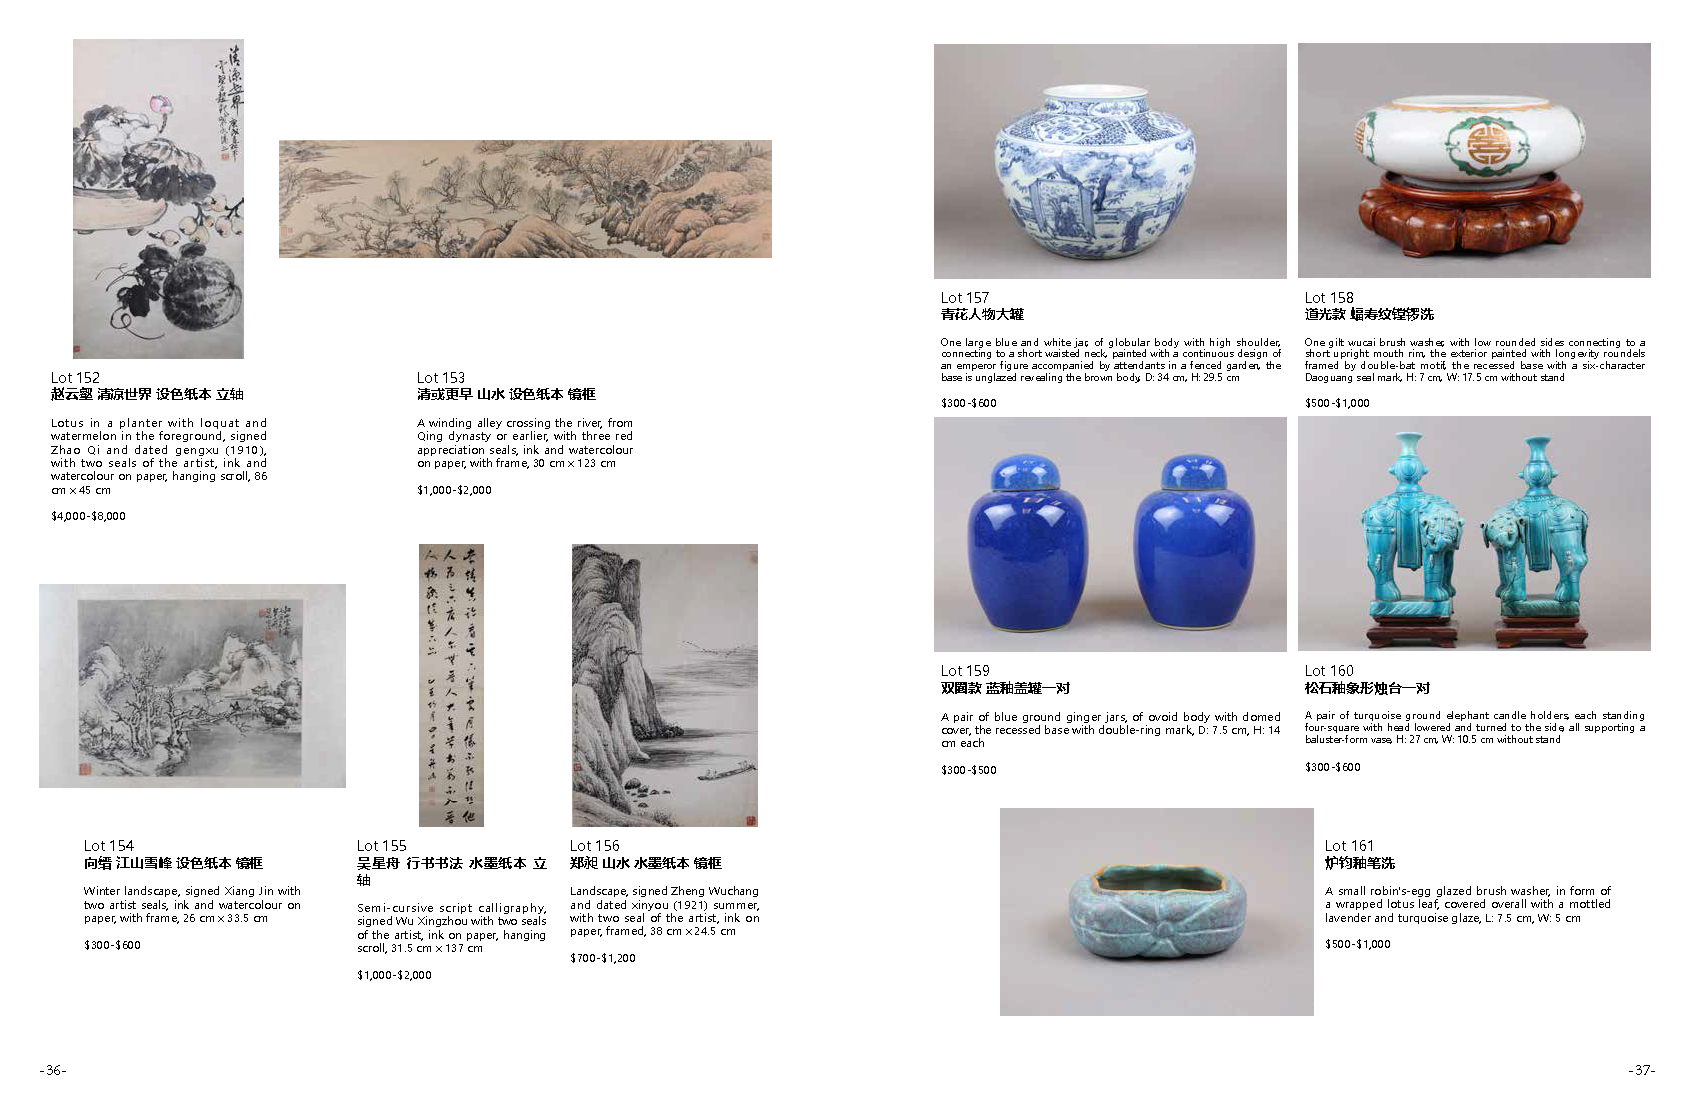 清凉世界
Lot 152
赵云壑 清凉世界 设色纸本 立轴
Lotus in a planter with loquat and
watermelon in the foreground, signed
Zhao Qi and dated gengxu (1910),
with two seals of the artist, ink and
watercolour on paper, hanging scroll, 86
cm x 45 cm
$4,000-$8,000
Lot 153
清或更早 山水 设色纸本 镜框
A winding alley crossing the river, from
Qing dynasty or earlier, with three red
appreciation seals, ink and watercolour
on paper, with frame, 30 cm x 123 cm
$1,000-$2,000
Lot 154
向缙 江山雪峰 设色纸本 镜框
Winter landscape, signed Xiang Jin with
two artist seals, ink and watercolour on
paper, with frame, 26 cm x 33.5 cm
$300-$600
Lot 155
吴星舟 行书书法 水墨纸本 立
轴
Semi-cursive script calligraphy,
signed Wu Xingzhou with two seals
of the artist, ink on paper, hanging
scroll, 31.5 cm x 137 cm
$1,000-$2,000
Lot 156
郑昶 山水 水墨纸本 镜框
Landscape, signed Zheng Wuchang
and dated xinyou (1921) summer,
with two seal of the artist, ink on
paper, framed, 38 cm x 24.5 cm
$700-$1,200
-36-
Lot 157
青花人物大罐
One large blue and white jar, of globular body with high shoulder,
connecting to a short waisted neck, painted with a continuous design of
an emperor figure accompanied by attendants in a fenced garden, the
base is unglazed revealing the brown body, D: 34 cm, H: 29.5 cm
$300-$600
Lot 158
道光款 蝠寿纹镗锣洗
One gilt wucai brush washer, with low rounded sides connecting to a
short upright mouth rim, the exterior painted with longevity roundels
framed by double-bat motif, the recessed base with a six-character
Daoguang seal mark, H: 7 cm, W: 17.5 cm without stand
$500-$1,000
Lot 159
双圈款 蓝釉盖罐一对
A pair of blue ground ginger jars, of ovoid body with domed
cover, the recessed base with double-ring mark, D: 7.5 cm, H: 14
cm each
$300-$500
Lot 160
松石釉象形烛台一对
A pair of turquoise ground elephant candle holders, each standing
four-square with head lowered and turned to the side, all supporting a
baluster-form vase, H: 27 cm, W: 10.5 cm without stand
$300-$600
Lot 161
炉钧釉笔洗
A small robin's-egg glazed brush washer, in form of
a wrapped lotus leaf, covered overall with a mottled
lavender and turquoise glaze, L: 7.5 cm, W: 5 cm
$500-$1,000
-37-